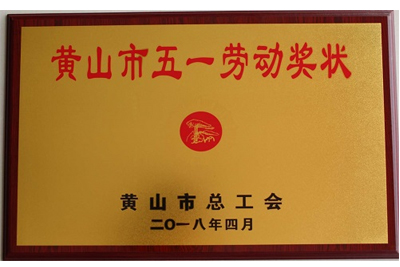 黄山市五一劳动奖状
黄山市总工会
二〇一八年四月